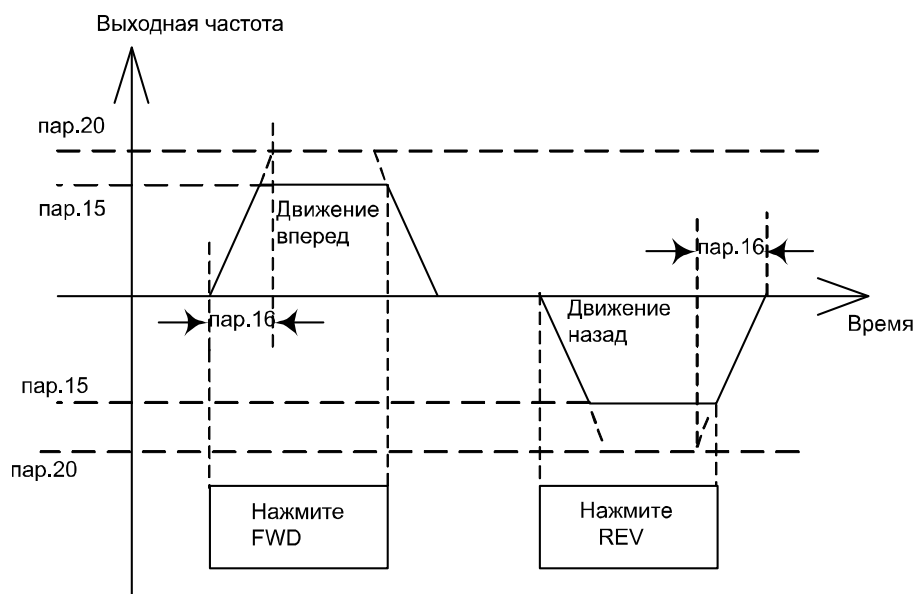 Выходная частота
пар.20
пар.15
Движение
вперед
пар.16
пар.16
Движение
назад
Время
пар.15
пар.20
Нажмите
FWD
Нажмите
REV